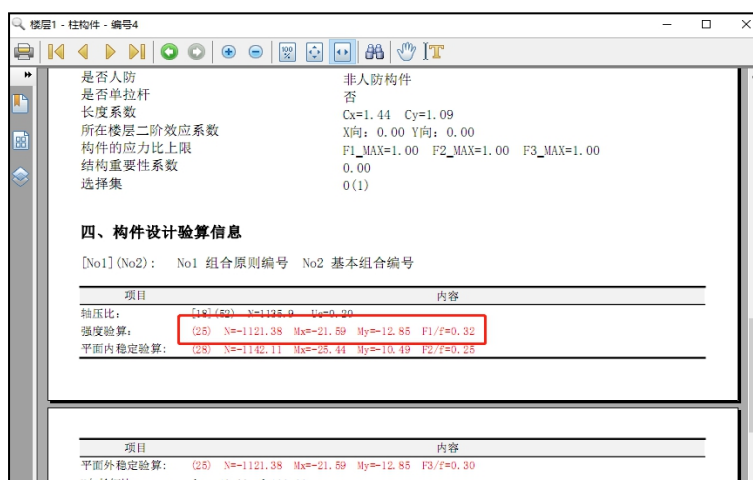 楼层1 - 柱构件 - 编号4
是否人防 非人防构件
是否单拉杆 否
长度系数 Cx=1.44 Cy=1.09
所在楼层二阶效应系数 X向: 0.00 Y向: 0.00
构件的应力比上限 F1_MAX=1.00 F2_MAX=1.00 F3_MAX=1.00
结构重要性系数 0.00
选择集 0(1)
四、构件设计验算信息
[No1](No2): No1 组合原则编号 No2 基本组合编号
项目 内容
轴压比: [18](52) N=1135.9 Uc=0.20
强度验算: (25) N=-1121.38 Mx=-21.59 My=-12.85 F1/f=0.32
平面内稳定验算: (28) N=-1142.11 Mx=-25.44 My=-10.49 F2/f=0.25
项目 内容
平面外稳定验算: (25) N=-1121.38 Mx=-21.59 My=-12.85 F3/f=0.30